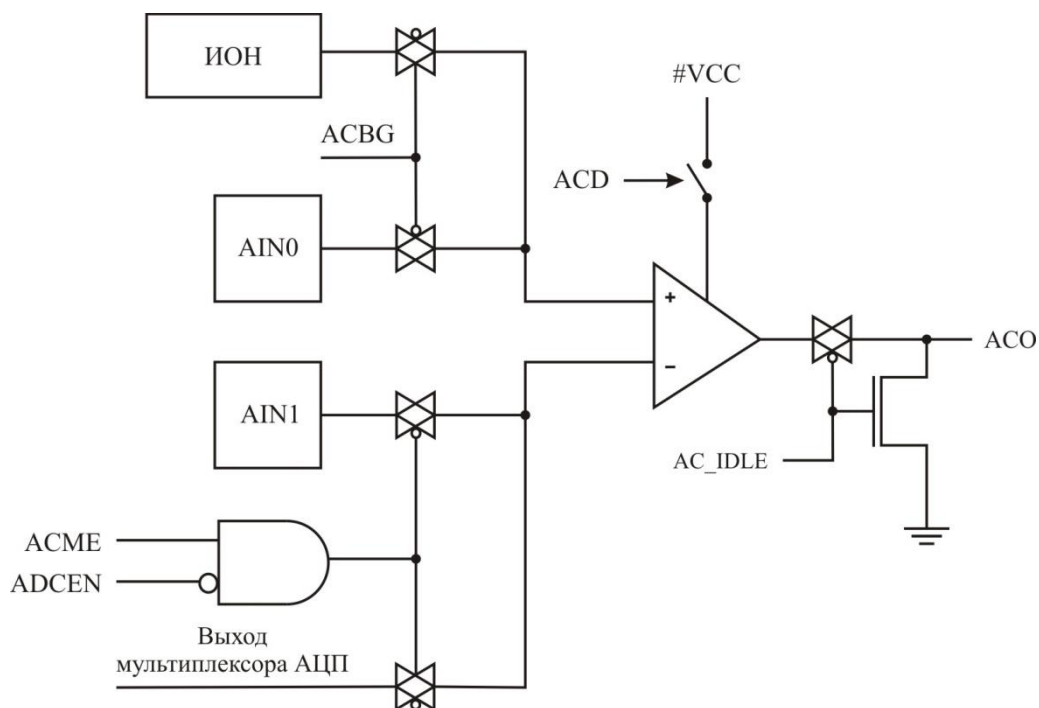 ИОН
ACBG
#VCC
ACD
AIN0
+
-
ACO
AIN1
AC_IDLE
ACME
ADCEN
Выход
мультиплексора АЦП